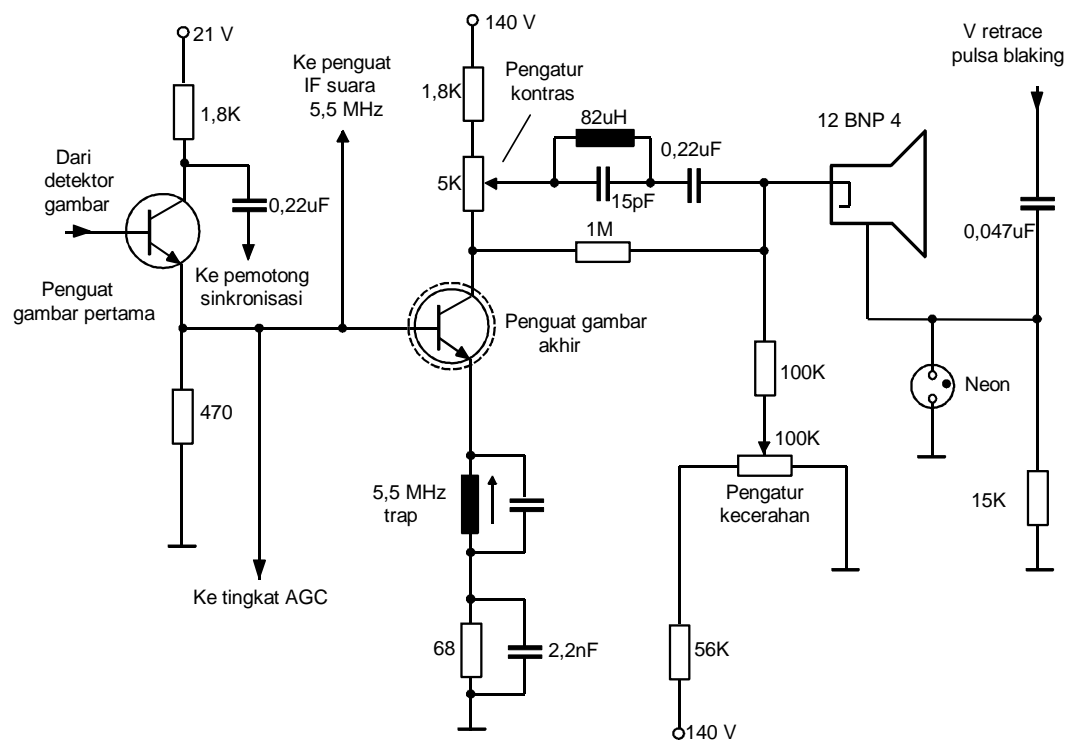 21 V
1,8K
Dari
detektor
gambar
0,22uF
Ke pemotong
sinkronisasi
Penguat
gambar pertama
470
Ke tingkat AGC
Ke penguat
IF suara
5,5 MHz
140 V
1,8K
Pengatur
kontras
5K
82uH
15pF
0,22uF
1M
Penguat gambar
akhir
5,5 MHz
trap
68
2,2nF
12 BNP 4
V retrace
pulsa blaking
0,047uF
Neon
15K
100K
100K
Pengatur
kecerahan
56K
140 V